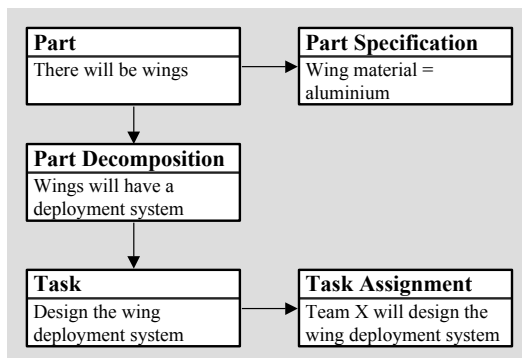 Part
There will be wings
Part Specification
Wing material =
aluminium
Part Decomposition
Wings will have a
deployment system
Task
Design the wing
deployment system
Task Assignment
Team X will design the
wing deployment system